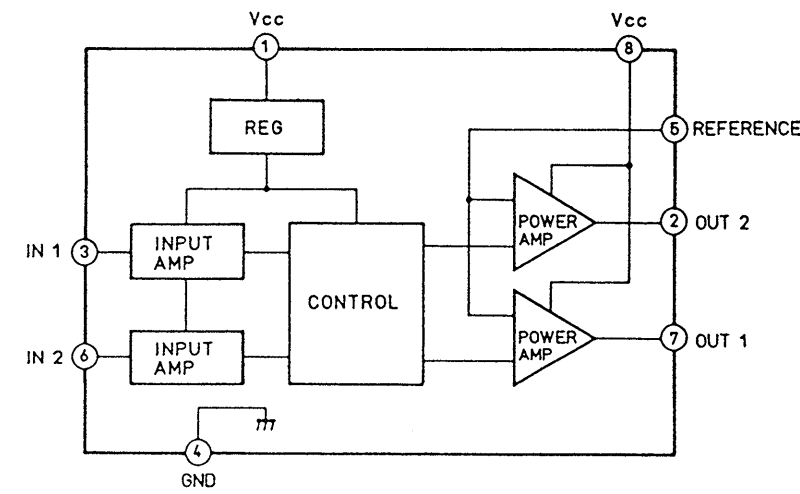 Vcc
1
Vcc
8
REG
5 REFERENCE
POWER
AMP
2 OUT 2
IN 1 3
INPUT
AMP
CONTROL
POWER
AMP
7 OUT 1
IN 2 6
INPUT
AMP
4
GND